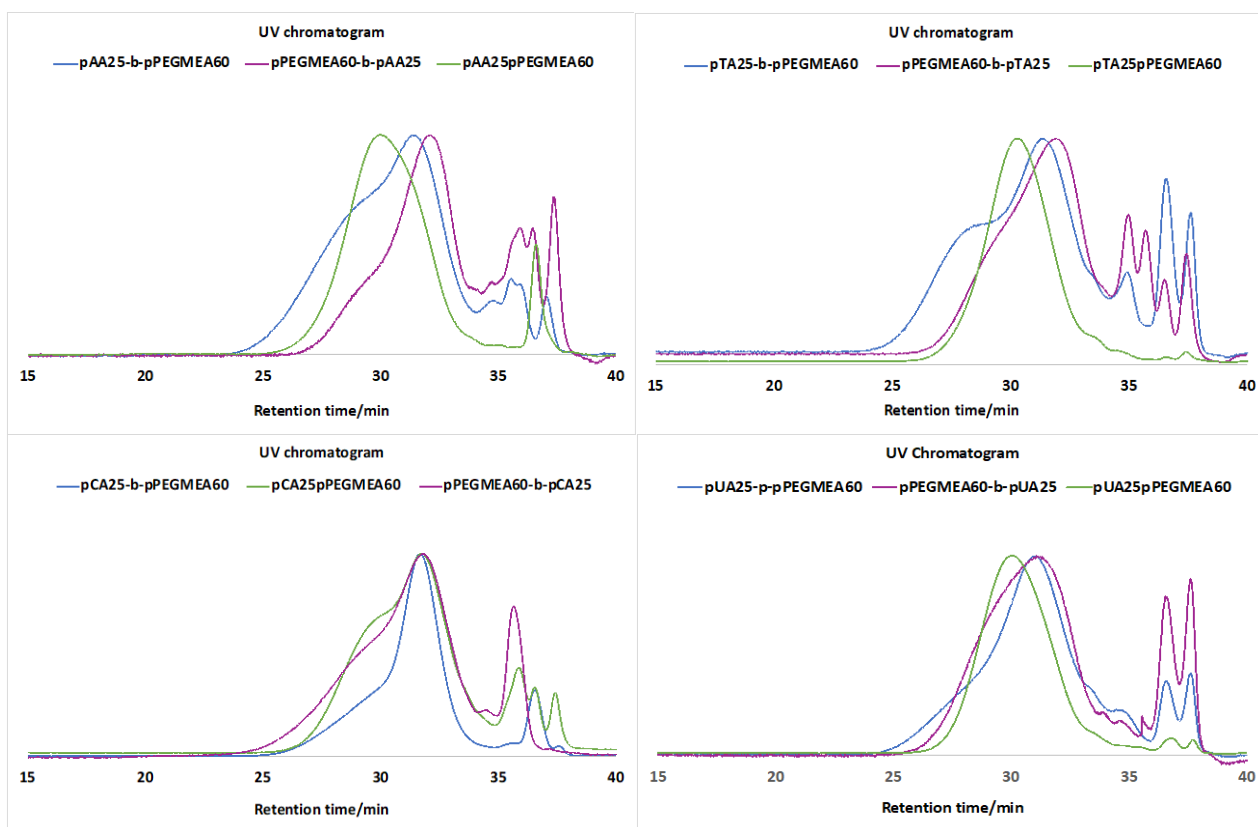 UV chromatogram
pAA25-b-pPEGMEA60 pPEGMEA60-b-pAA25 pAA25pPEGMEA60
15 20 25 30 35 40
Retention time/min
UV chromatogram
pTA25-b-pPEGMEA60 pPEGMEA60-b-pTA25 pTA25pPEGMEA60
15 20 25 30 35 40
Retention time/min
UV chromatogram
pCA25-b-pPEGMEA60 pCA25pPEGMEA60 pPEGMEA60-b-pCA25
15 20 25 30 35 40
Retention time/min
UV Chromatogram
pUA25-p-pPEGMEA60 pPEGMEA60-b-pUA25 pUA25pPEGMEA60
15 20 25 30 35 40
Retention time/min